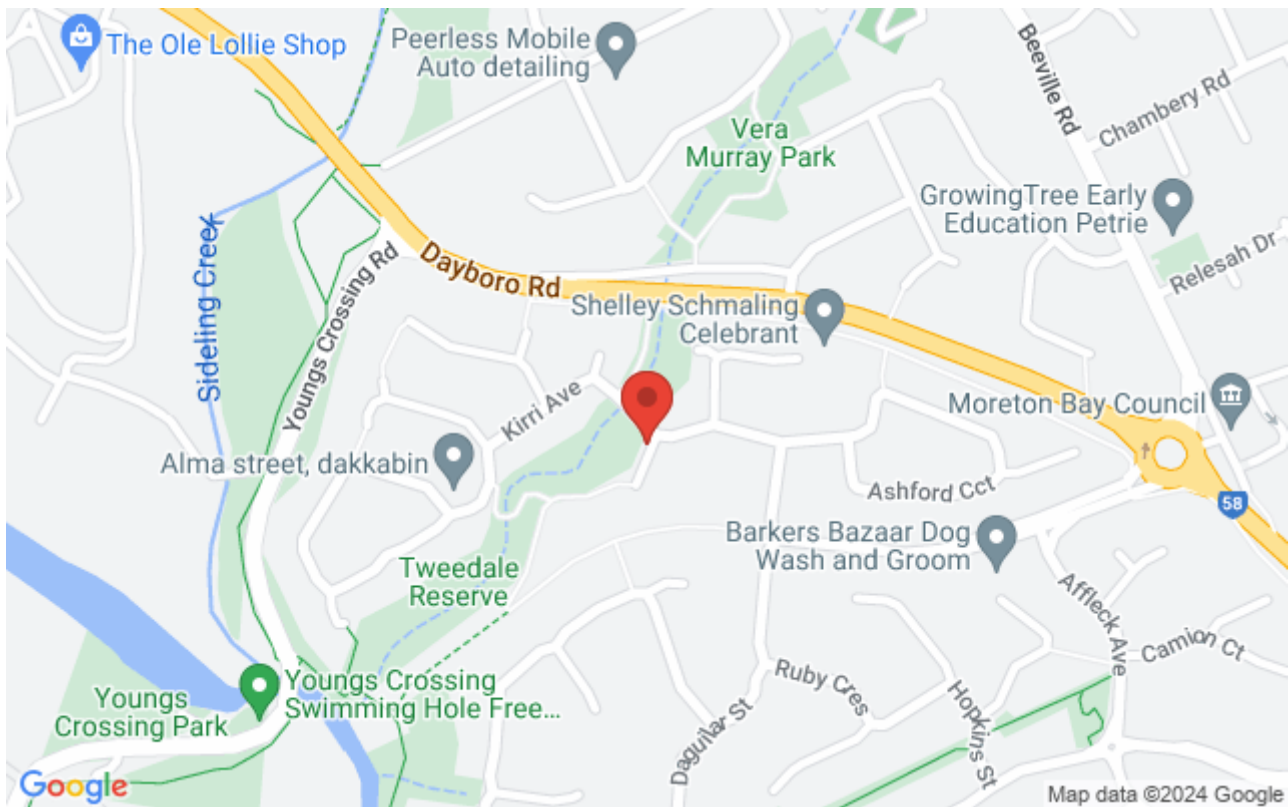 The Ole Lollie Shop
Peerless Mobile
Auto detailing
Beeville Rd
Chambery Rd
Vera
Murray Park
GrowingTree Early
Education Petrie
Relesah Dr
Sideling Creek
Youngs Crossing Rd
Dayboro Rd
Shelley Schmaling
Celebrant
Kirri Ave
Moreton Bay Council
Alma street, dakkabin
Ashford Cct
58
Barkers Bazaar Dog
Wash and Groom
Tweedale
Reserve
Affleck Ave
Camion Ct
Ruby Cres
Hopkins St
Daguilar St
Youngs
Crossing Park
Youngs Crossing
Swimming Hole Free...
Google
Map data ©2024 Google